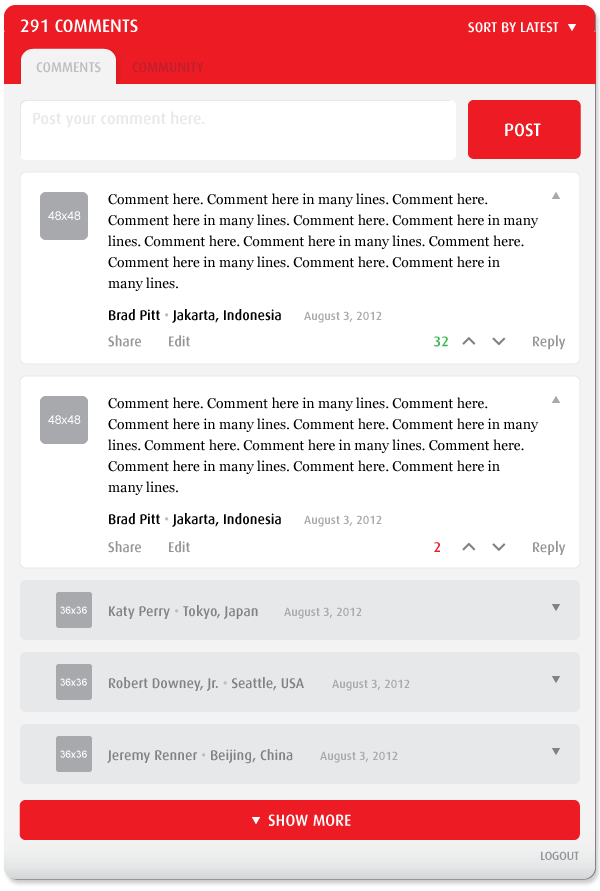 291 COMMENTS
SORT BY LATEST
COMMENTS
COMMUNITY
Post your comment here.
POST
48x48
Comment here. Comment here in many lines. Comment here.
Comment here in many lines. Comment here. Comment here in many
lines. Comment here. Comment here in many lines. Comment here.
Comment here in many lines. Comment here. Comment here in
many lines.
Brad Pitt • Jakarta, Indonesia August 3, 2012
Share Edit 32 Reply
48x48
Comment here. Comment here in many lines. Comment here.
Comment here in many lines. Comment here. Comment here in many
lines. Comment here. Comment here in many lines. Comment here.
Comment here in many lines. Comment here. Comment here in
many lines.
Brad Pitt • Jakarta, Indonesia August 3, 2012
Share Edit 2 Reply
36x36 Katy Perry • Tokyo, Japan August 3, 2012
36x36 Robert Downey, Jr. • Seattle, USA August 3, 2012
36x36 Jeremy Renner • Beijing, China August 3, 2012
SHOW MORE
LOGOUT